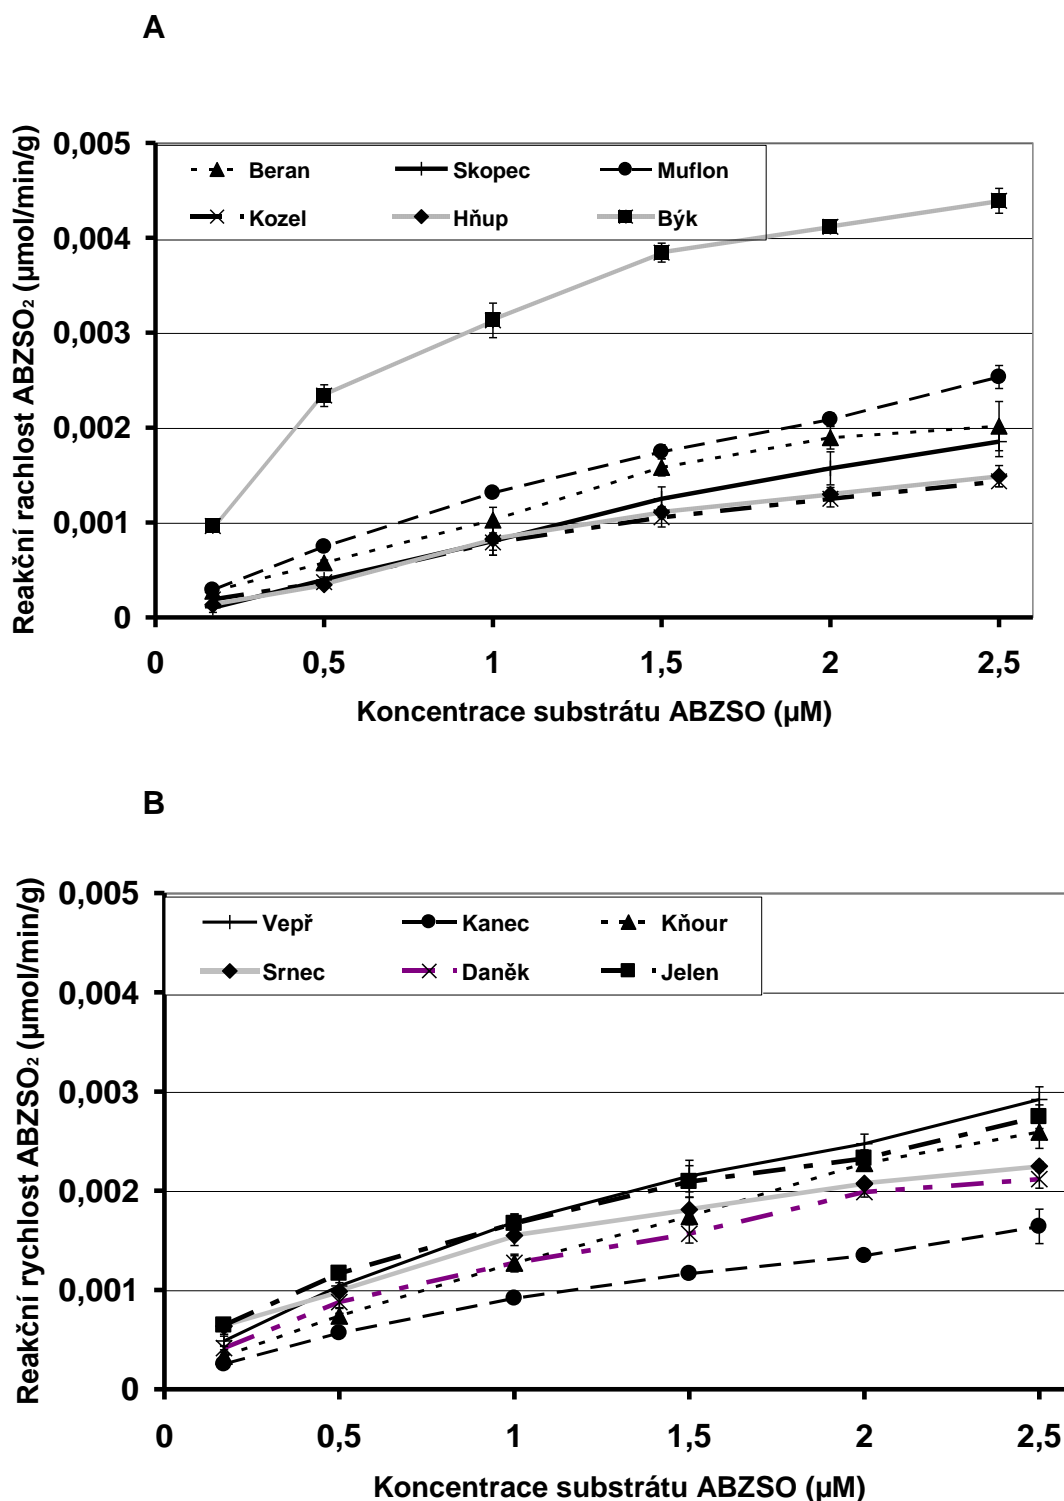 A
Reakční rachlost ABZSO₂ (µmol/min/g)
0,005
0,004
0,003
0,002
0,001
0
Beran Skopec Muflon
Kozel Hňup Býk
0 0,5 1 1,5 2 2,5
Koncentrace substrátu ABZSO (µM)
B
Reakční rychlost ABZSO₂ (µmol/min/g)
0,005
0,004
0,003
0,002
0,001
0
Vepř Kanec Kňour
Srnec Daněk Jelen
0 0,5 1 1,5 2 2,5
Koncentrace substrátu ABZSO (µM)